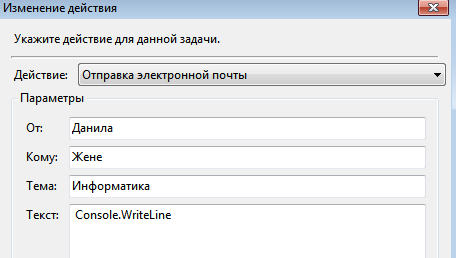 Изменение действия
Укажите действие для данной задачи.
Действие: Отправка электронной почты
Параметры
От: Данила
Кому: Жене
Тема: Информатика
Текст: Console.WriteLine